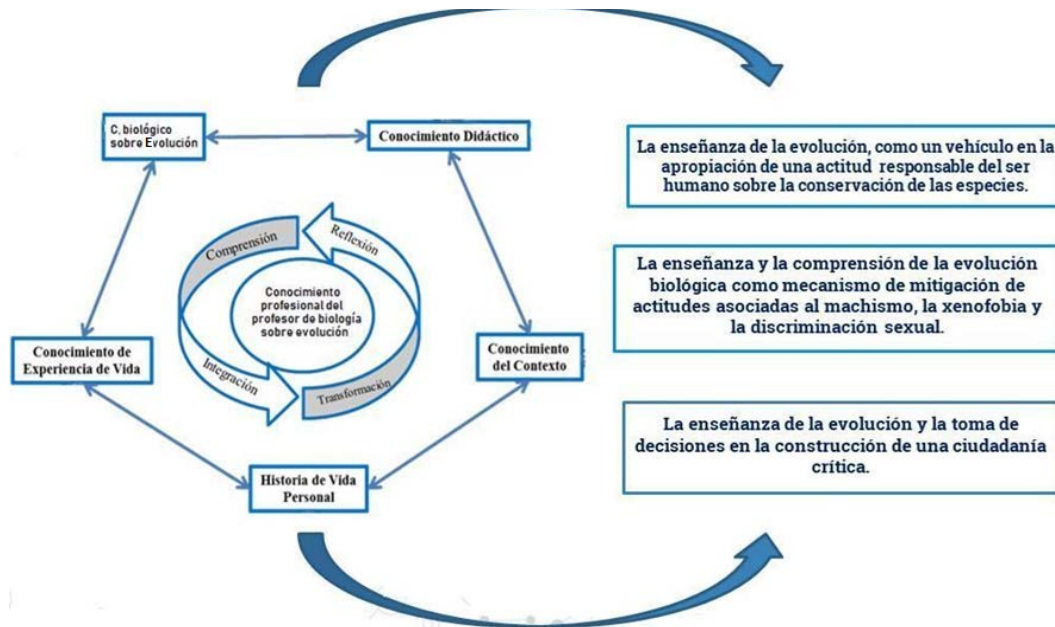 C, biológico
sobre Evolución
Conocimiento Didáctico
Comprensión
Reflexión
Conocimiento
profesional del
profesor de biología
sobre evolución
Integración
Transformación
Conocimiento de
Experiencia de Vida
Conocimiento
del Contexto
Historia de Vida
Personal
La enseñanza de la evolución, como un vehículo en la
apropiación de una actitud responsable del ser
humano sobre la conservación de las especies.
La enseñanza y la comprensión de la evolución
biológica como mecanismo de mitigación de
actitudes asociadas al machismo, la xenofobia y
la discriminación sexual.
La enseñanza de la evolución y la toma de
decisiones en la construcción de una ciudadanía
crítica.